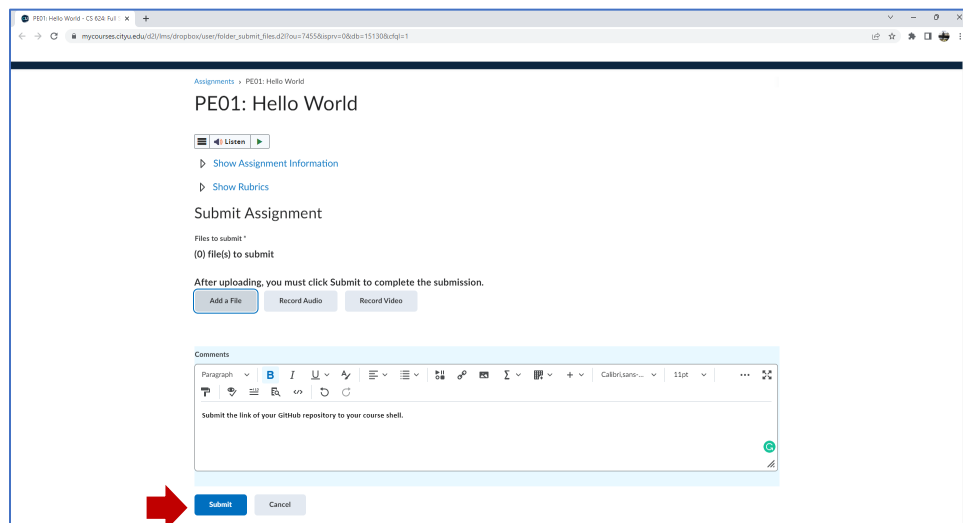 PE01: Hello World - CS 624: Full
mycourses.cityu.edu/d2l/lms/dropbox/user/folder_submit_files.d2l?ou=7455&isprv=0&db=15130&cfql=1
Assignments › PE01: Hello World
PE01: Hello World
Listen
Show Assignment Information
Show Rubrics
Submit Assignment
Files to submit *
(0) file(s) to submit
After uploading, you must click Submit to complete the submission.
Add a File Record Audio Record Video
Comments
Paragraph B I U A Σ + Calibri,sans-... 11pt ...
Submit the link of your GitHub repository to your course shell.
Submit Cancel